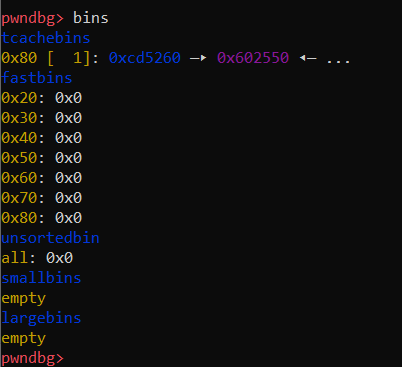 pwndbg> bins
tcachebins
0x80 [  1]: 0xcd5260 —▸ 0x602550 ◂— ...
fastbins
0x20: 0x0
0x30: 0x0
0x40: 0x0
0x50: 0x0
0x60: 0x0
0x70: 0x0
0x80: 0x0
unsortedbin
all: 0x0
smallbins
empty
largebins
empty
pwndbg>